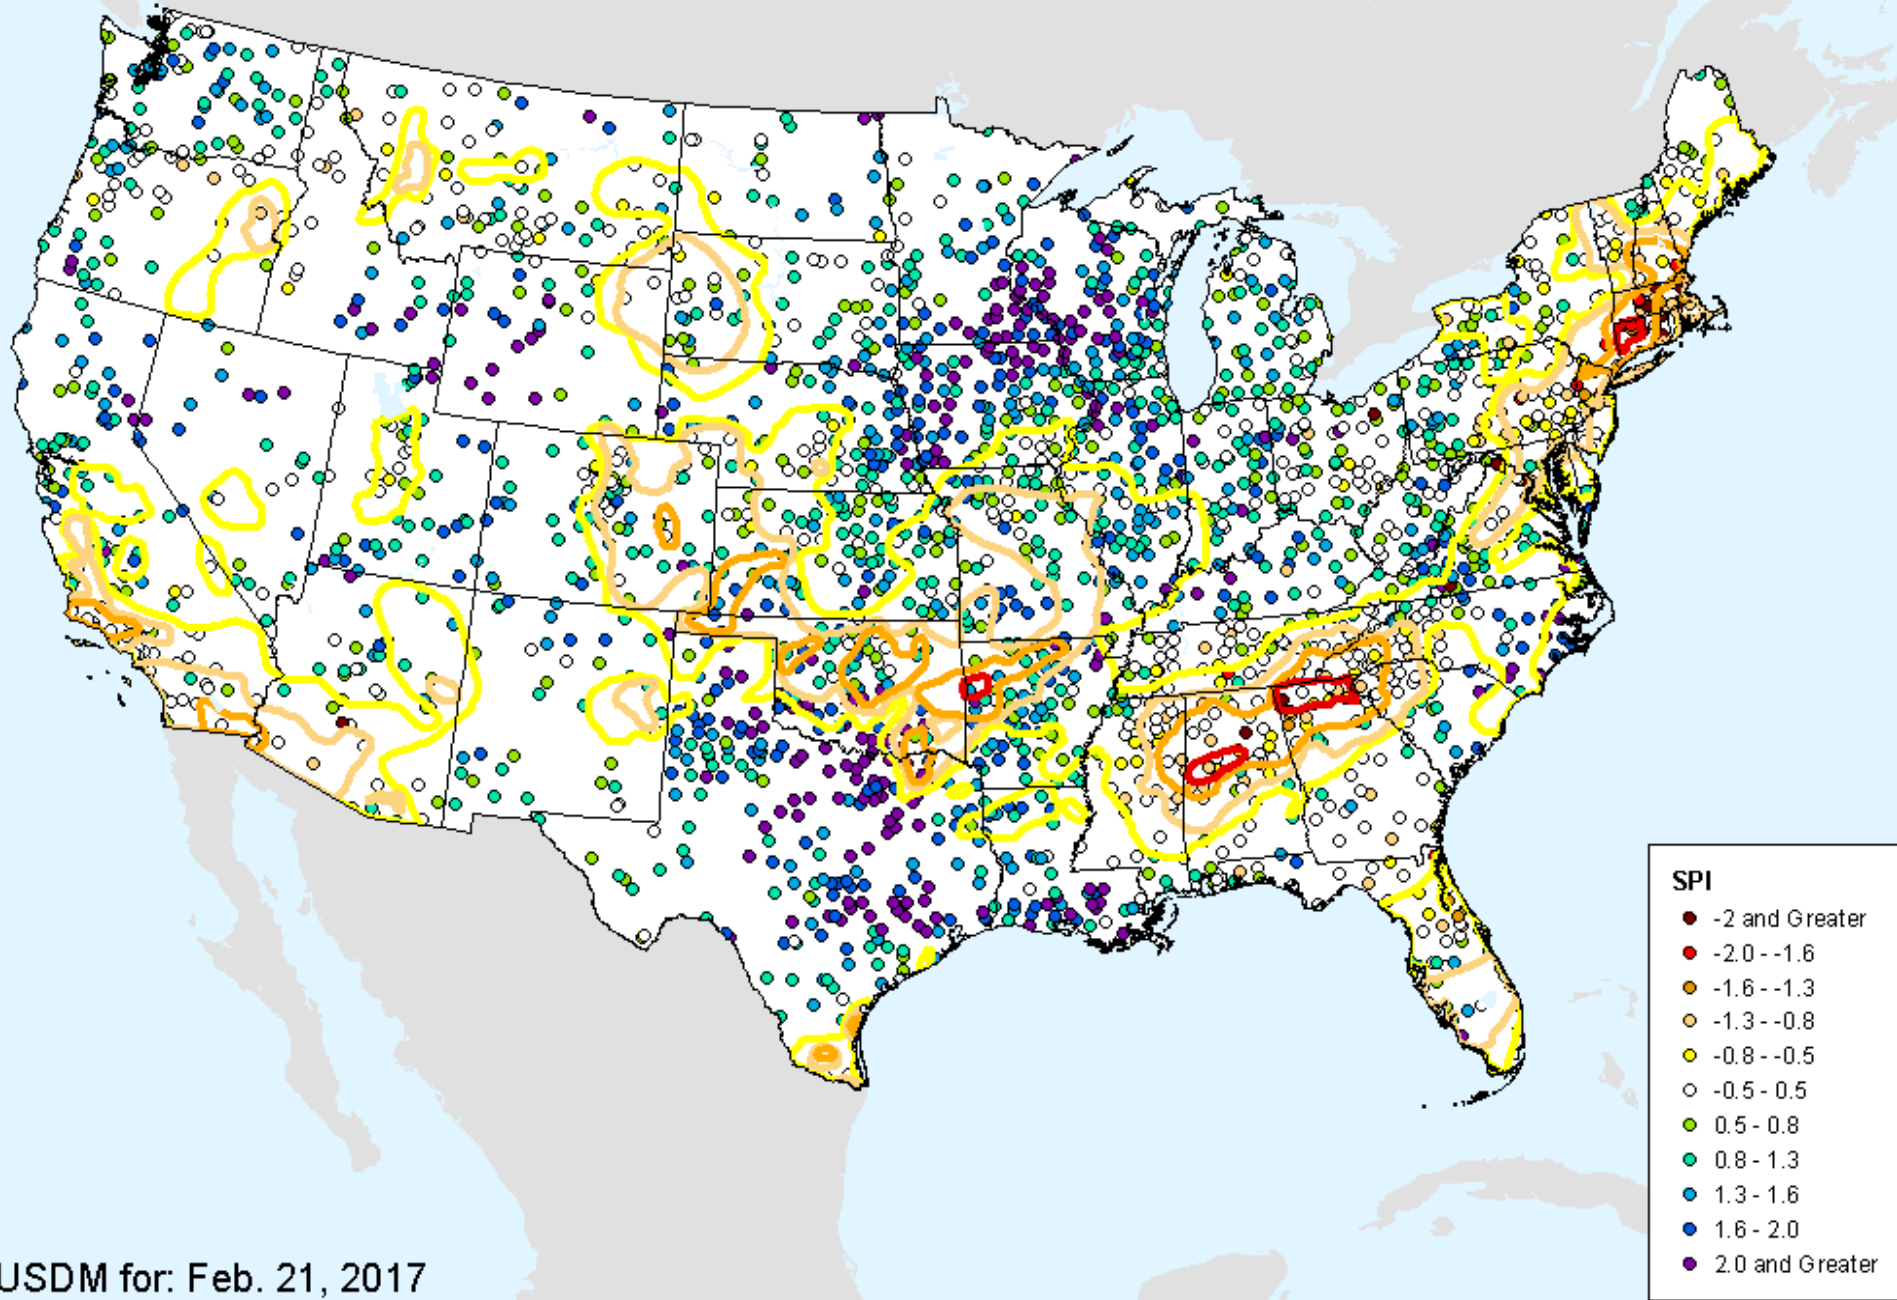 SPI
-2 and Greater
-2.0 - -1.6
-1.6 - -1.3
-1.3 - -0.8
-0.8 - -0.5
-0.5 - 0.5
0.5 - 0.8
0.8 - 1.3
1.3 - 1.6
1.6 - 2.0
2.0 and Greater
USDM for: Feb. 21, 2017